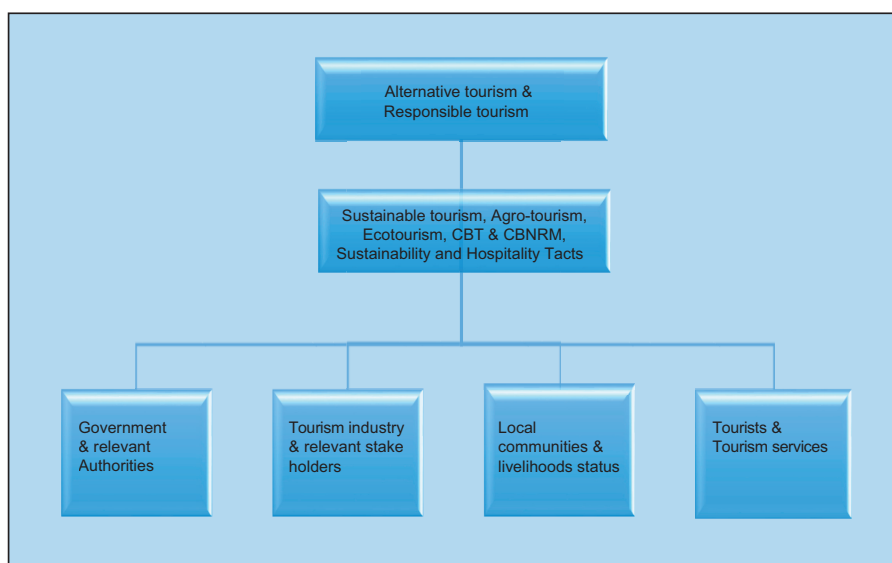 Alternative tourism &
Responsible tourism
Sustainable tourism, Agro-tourism,
Ecotourism, CBT & CBNRM,
Sustainability and Hospitality Tacts
Government
& relevant
Authorities
Tourism industry
& relevant stake
holders
Local
communities &
livelihoods status
Tourists &
Tourism services